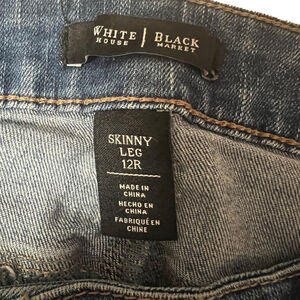 WHITE | BLACK
HOUSE | MARKET
SKINNY
LEG
12R
MADE IN
CHINA
HECHO EN
CHINA
FABRIQUÉ EN
CHINE